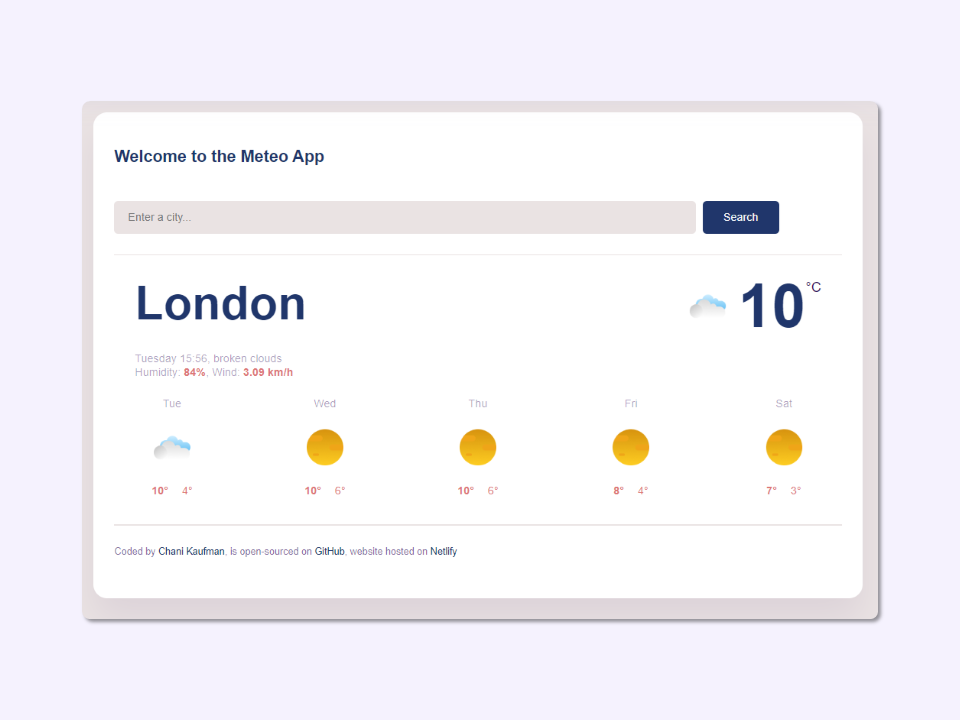 Welcome to the Meteo App
Enter a city...
Search
London
10 °C
Tuesday 15:56, broken clouds
Humidity: 84%, Wind: 3.09 km/h
Tue Wed Thu Fri Sat
10° 4° 10° 6° 10° 6° 8° 4° 7° 3°
Coded by Chani Kaufman, is open-sourced on GitHub, website hosted on Netlify